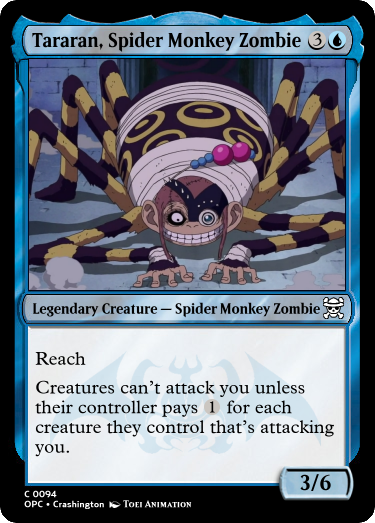 Tararan, Spider Monkey Zombie 3
Legendary Creature — Spider Monkey Zombie
Reach
Creatures can't attack you unless
their controller pays 1 for each
creature they control that's attacking
you.
3/6
C 0094
OPC • Crashington TOEI ANIMATION